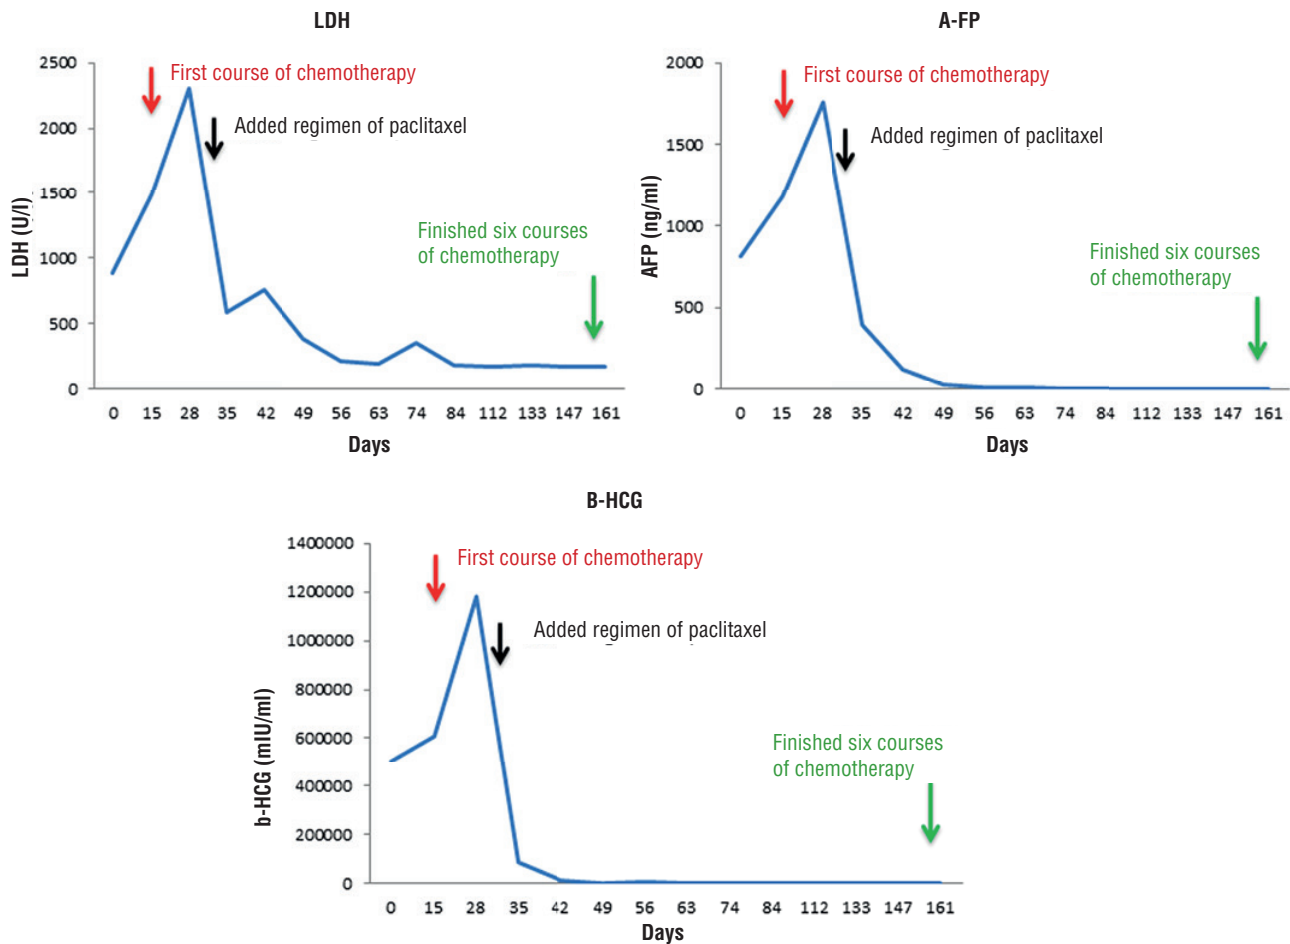 LDH
2500
2000
1500
1000
500
0
LDH (U/l)
First course of chemotherapy
Added regimen of paclitaxel
Finished six courses
of chemotherapy
0 15 28 35 42 49 56 63 74 84 112 133 147 161
Days
A-FP
2000
1500
1000
500
0
AFP (ng/ml)
First course of chemotherapy
Added regimen of paclitaxel
Finished six courses
of chemotherapy
0 15 28 35 42 49 56 63 74 84 112 133 147 161
Days
B-HCG
1400000
1200000
1000000
800000
600000
400000
200000
0
b-HCG (mIU/ml)
First course of chemotherapy
Added regimen of paclitaxel
Finished six courses
of chemotherapy
0 15 28 35 42 49 56 63 74 84 112 133 147 161
Days